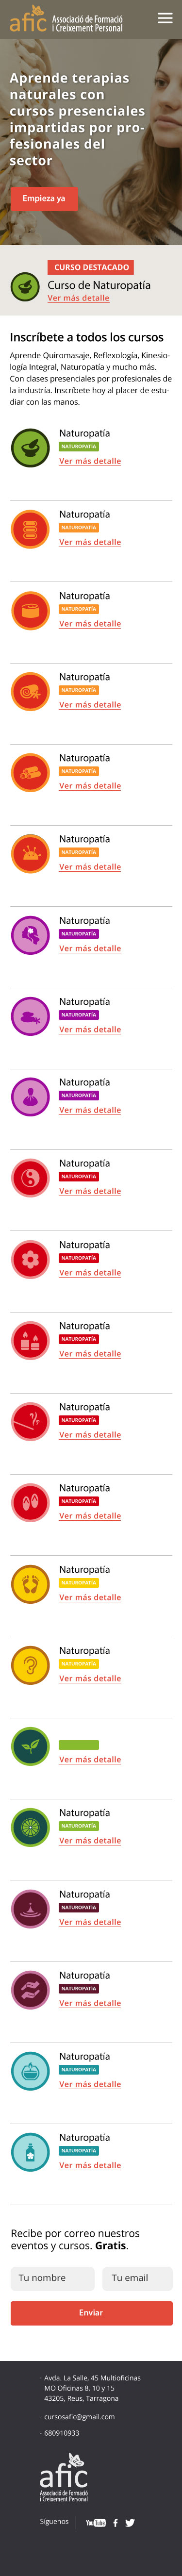 afic Associació de Formació
i Creixement Personal
Aprende terapias
naturales con
cursos presenciales
impartidas por pro-
fesionales del
sector
Empieza ya
CURSO DESTACADO
Curso de Naturopatía
Ver más detalle
Inscríbete a todos los cursos
Aprende Quiromasaje, Reflexología, Kinesio-
logía Integral, Naturopatía y mucho más.
Con clases presenciales por profesionales de
la industría. Inscríbete hoy al placer de estu-
diar con las manos.
Naturopatía
NATUROPATÍA
Ver más detalle
Naturopatía
NATUROPATÍA
Ver más detalle
Naturopatía
NATUROPATÍA
Ver más detalle
Naturopatía
NATUROPATÍA
Ver más detalle
Naturopatía
NATUROPATÍA
Ver más detalle
Naturopatía
NATUROPATÍA
Ver más detalle
Naturopatía
NATUROPATÍA
Ver más detalle
Naturopatía
NATUROPATÍA
Ver más detalle
Naturopatía
NATUROPATÍA
Ver más detalle
Naturopatía
NATUROPATÍA
Ver más detalle
Naturopatía
NATUROPATÍA
Ver más detalle
Naturopatía
NATUROPATÍA
Ver más detalle
Naturopatía
NATUROPATÍA
Ver más detalle
Naturopatía
NATUROPATÍA
Ver más detalle
Naturopatía
NATUROPATÍA
Ver más detalle
Naturopatía
NATUROPATÍA
Ver más detalle
Ver más detalle
Naturopatía
NATUROPATÍA
Ver más detalle
Naturopatía
NATUROPATÍA
Ver más detalle
Naturopatía
NATUROPATÍA
Ver más detalle
Naturopatía
NATUROPATÍA
Ver más detalle
Naturopatía
NATUROPATÍA
Ver más detalle
Recibe por correo nuestros
eventos y cursos. Gratis.
Tu nombre Tu email
Enviar
· Avda. La Salle, 45 Multioficinas
MO Oficinas 8, 10 y 15
43205, Reus, Tarragona
· cursosafic@gmail.com
· 680910933
afic
Associació de Formació
i Creixement Personal
Síguenos YouTube